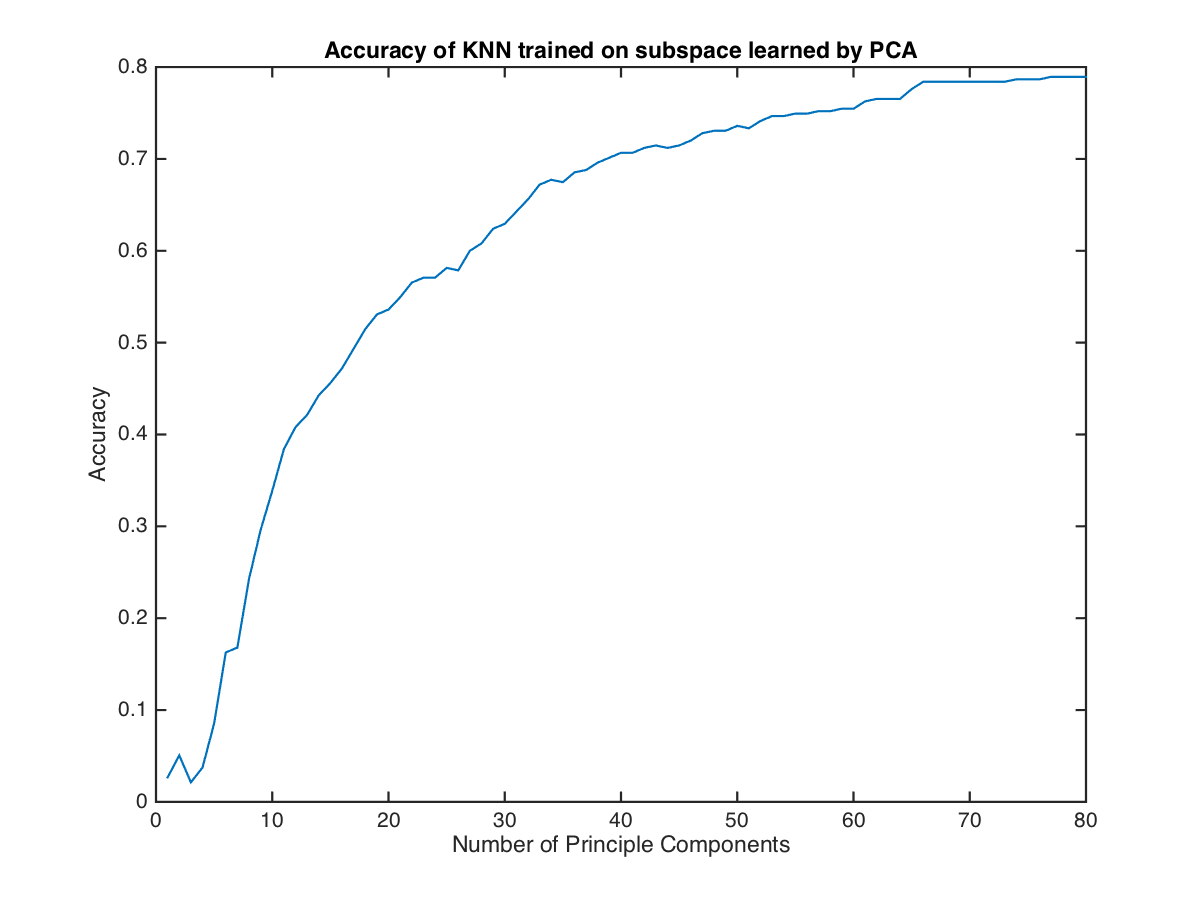 Accuracy of KNN trained on subspace learned by PCA
0.8
0.7
0.6
0.5
0.4
0.3
0.2
0.1
0
Accuracy
0 10 20 30 40 50 60 70 80
Number of Principle Components